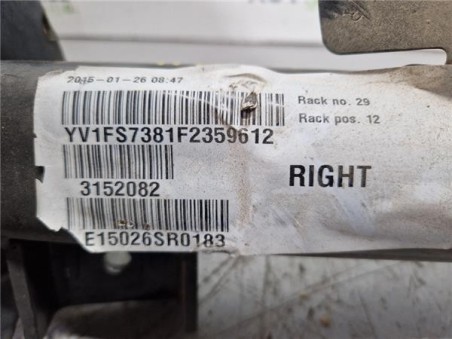 2015-01-26 08:47
Rack no. 29
Rack pos. 12
YV1FS7381F2359612
3152082
RIGHT
E15026SR0183